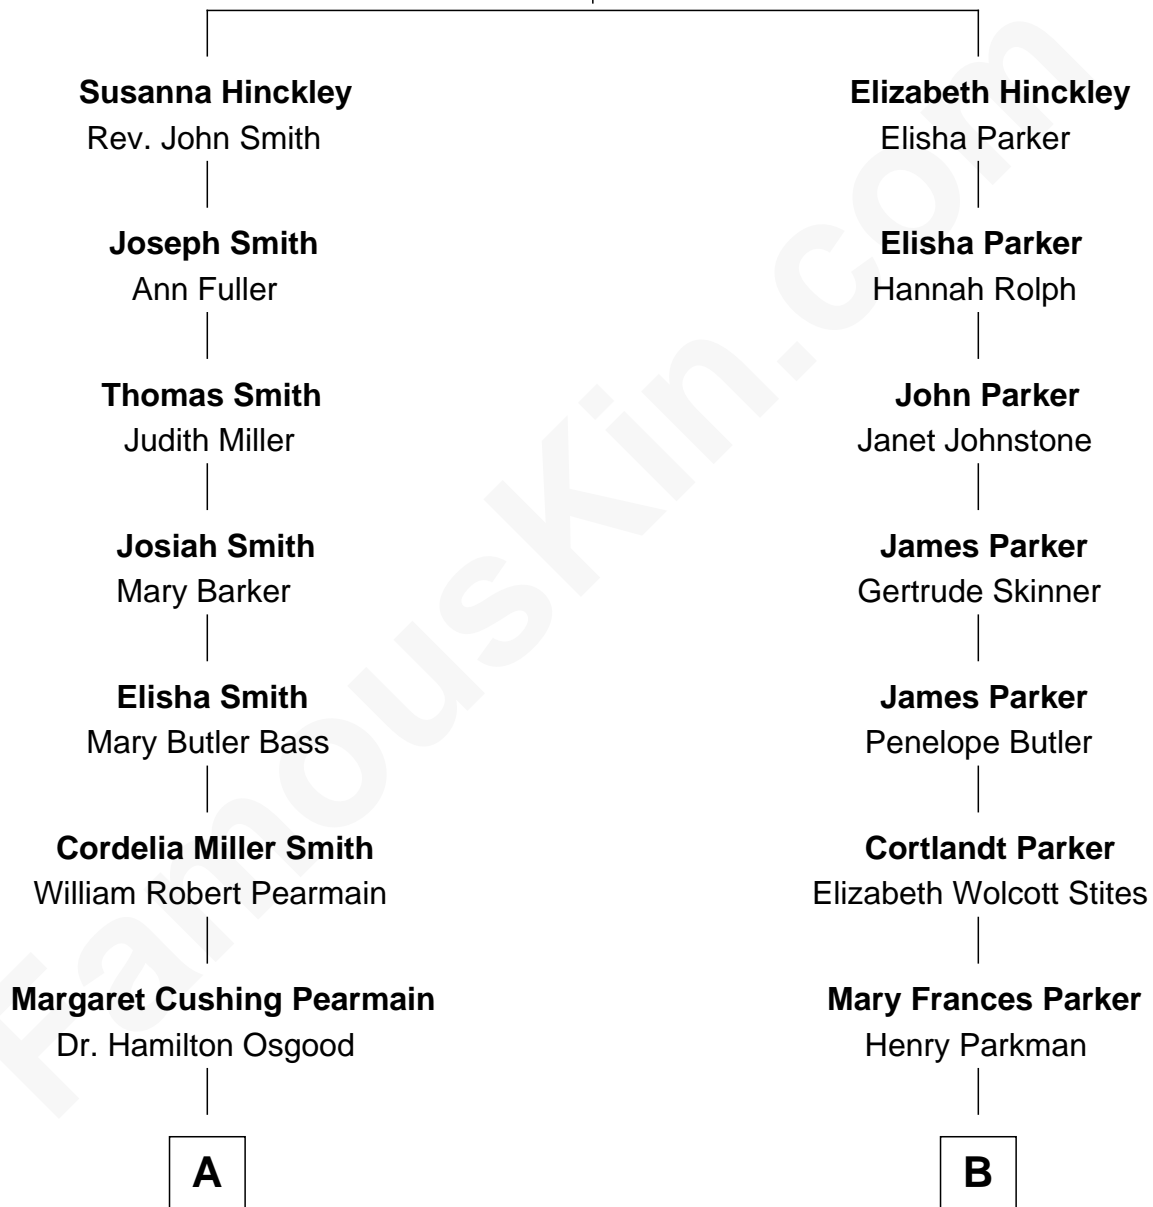 Susanna Hinckley
Rev. John Smith
Joseph Smith
Ann Fuller
Thomas Smith
Judith Miller
Josiah Smith
Mary Barker
Elisha Smith
Mary Butler Bass
Cordelia Miller Smith
William Robert Pearmain
Margaret Cushing Pearmain
Dr. Hamilton Osgood
A
Elizabeth Hinckley
Elisha Parker
Elisha Parker
Hannah Rolph
John Parker
Janet Johnstone
James Parker
Gertrude Skinner
James Parker
Penelope Butler
Cortlandt Parker
Elizabeth Wolcott Stites
Mary Frances Parker
Henry Parkman
B
FamousKin.com